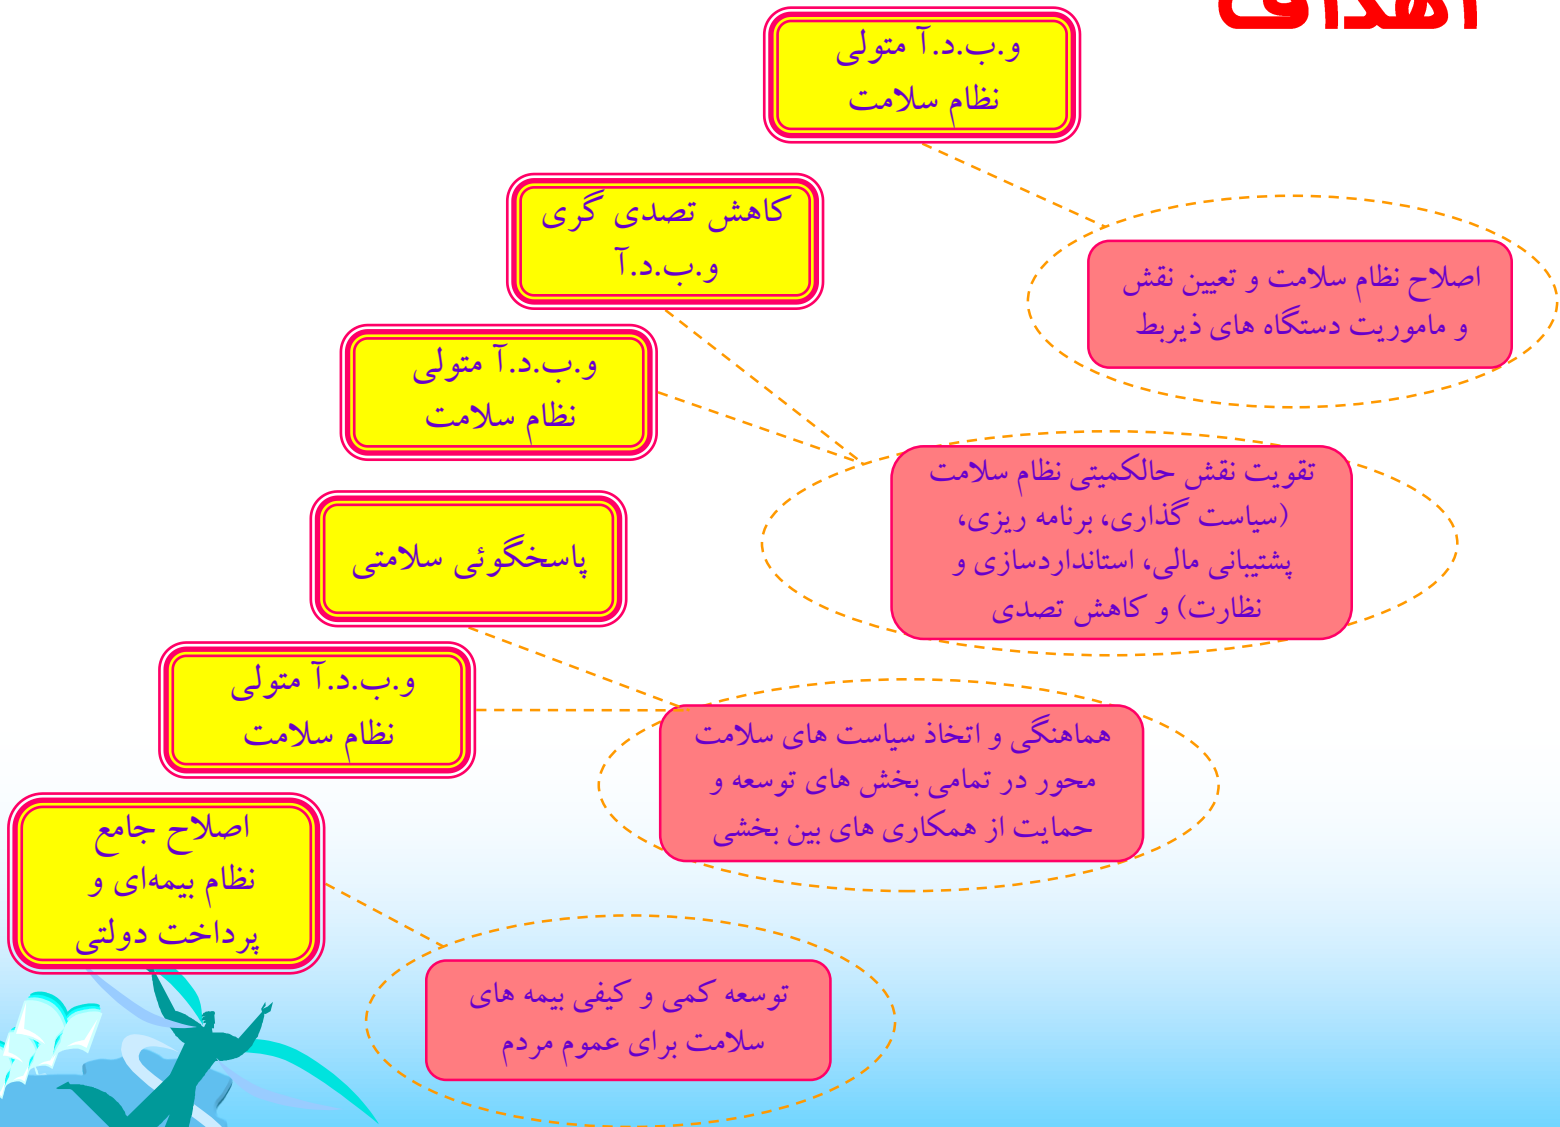 اهداف
و.ب.د.آ متولی
نظام سلامت
کاهش تصدی گری
و.ب.د.آ
اصلاح نظام سلامت و تعیین نقش
و ماموریت دستگاه های ذیربط
و.ب.د.آ متولی
نظام سلامت
تقویت نقش حالکمیتی نظام سلامت
(سیاست گذاری، برنامه ریزی،
پشتیبانی مالی، استانداردسازی و
نظارت) و کاهش تصدی
پاسخگوئی سلامتی
و.ب.د.آ متولی
نظام سلامت
هماهنگی و اتخاذ سیاست های سلامت
محور در تمامی بخش های توسعه و
حمایت از همکاری های بین بخشی
اصلاح جامع
نظام بیمه‌ای و
پرداخت دولتی
توسعه کمی و کیفی بیمه های
سلامت برای عموم مردم